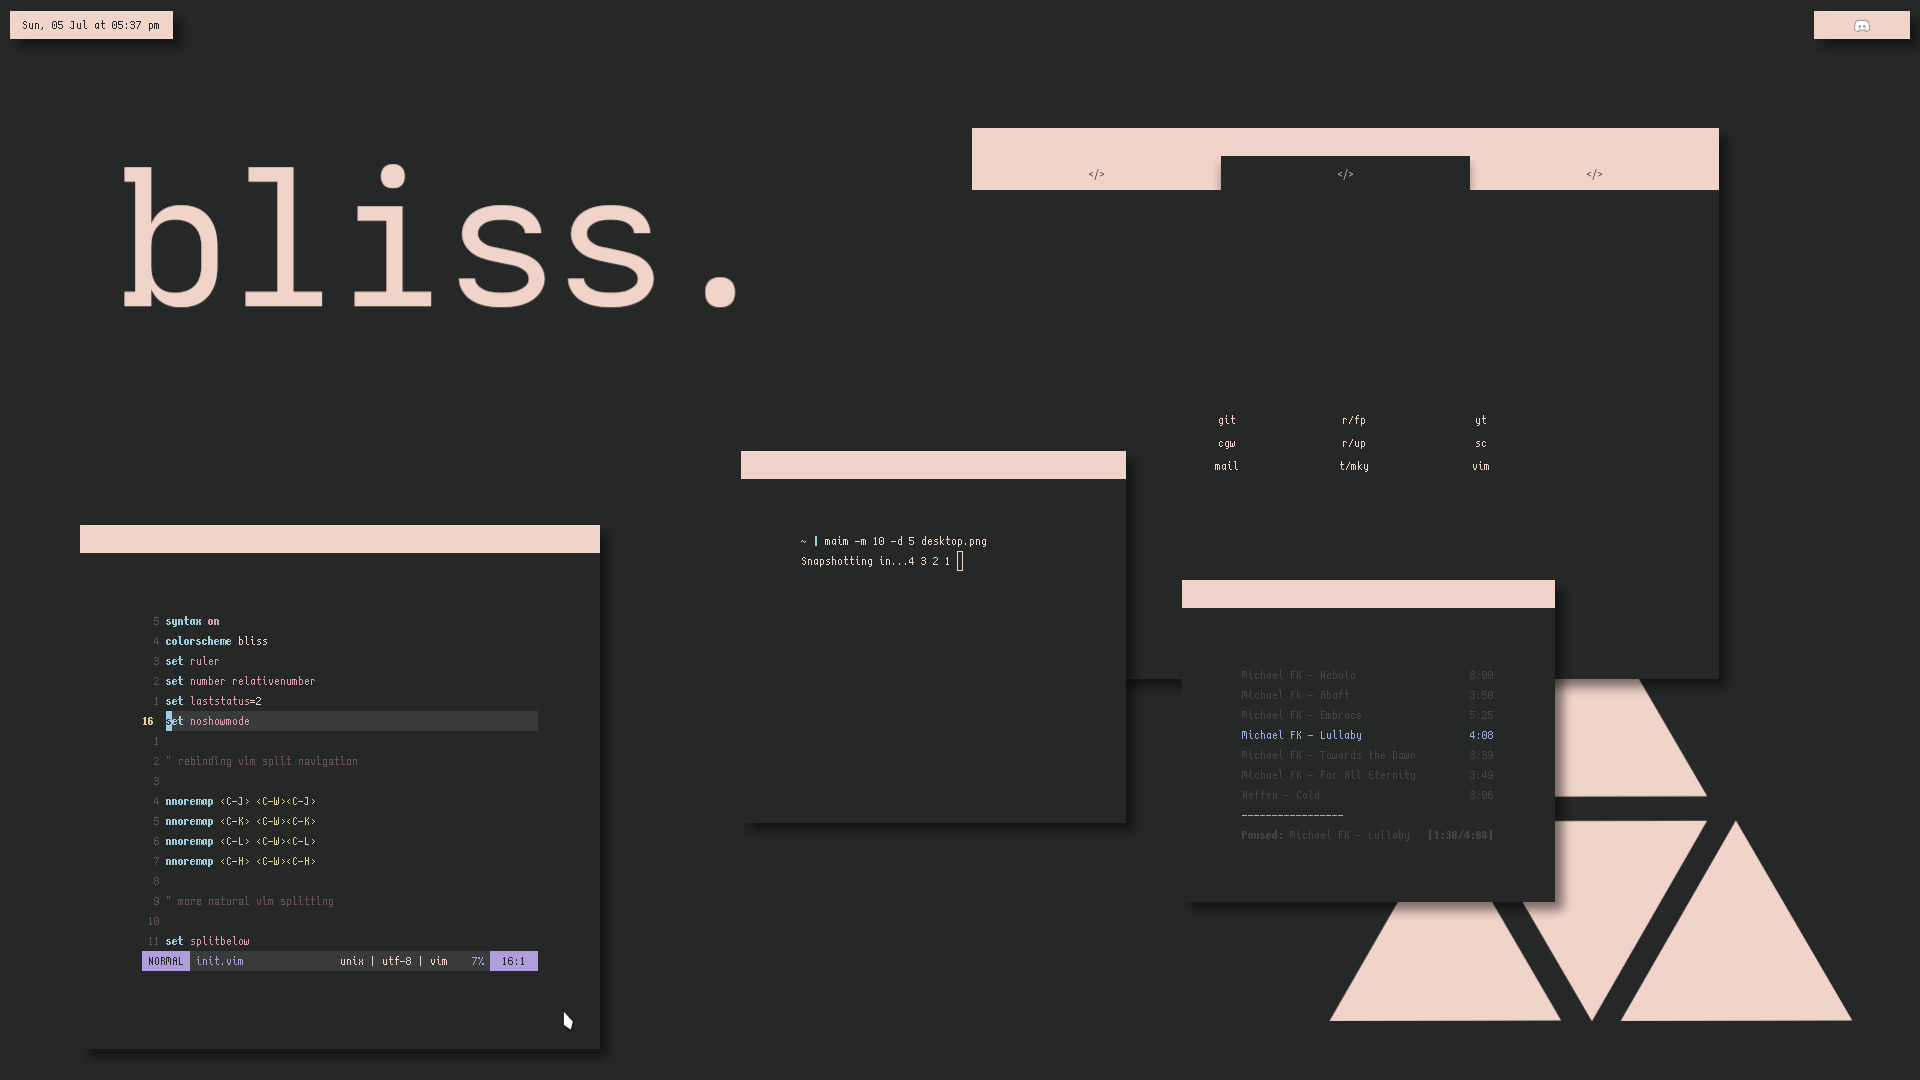 Sun, 05 Jul at 05:37 pm
bliss.
</> </> </>
git r/fp yt
cgw r/up sc
mail t/mky vim
~ | maim -m 10 -d 5 desktop.png
Snapshotting in...4 3 2 1
5 syntax on
4 colorscheme bliss
3 set ruler
2 set number relativenumber
1 set laststatus=2
16 set noshowmode
1
2 " rebinding vim split navigation
3
4 nnoremap <C-J> <C-W><C-J>
5 nnoremap <C-K> <C-W><C-K>
6 nnoremap <C-L> <C-W><C-L>
7 nnoremap <C-H> <C-W><C-H>
8
9 " more natural vim splitting
10
11 set splitbelow
NORMAL init.vim unix | utf-8 | vim 7% 16:1
Michael FK - Nebula
Michael FK - Abaft 3:50
Michael FK - Embrace 5:25
Michael FK - Lullaby 4:08
Michael FK - Towards the Dawn 3:39
Michael FK - For All Eternity 3:49
Neffex - Cold 3:06
-----------------
Paused: Michael FK - Lullaby [1:38/4:08]